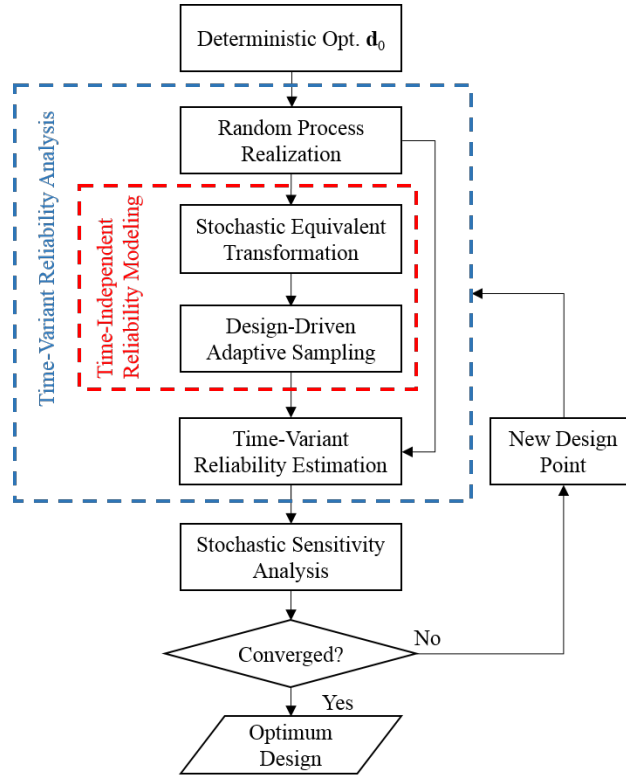 Deterministic Opt. d₀
Time-Variant Reliability Analysis
Random Process
Realization
Time-Independent
Reliability Modeling
Stochastic Equivalent
Transformation
Design-Driven
Adaptive Sampling
Time-Variant
Reliability Estimation
New Design
Point
Stochastic Sensitivity
Analysis
Converged?
No
Yes
Optimum
Design